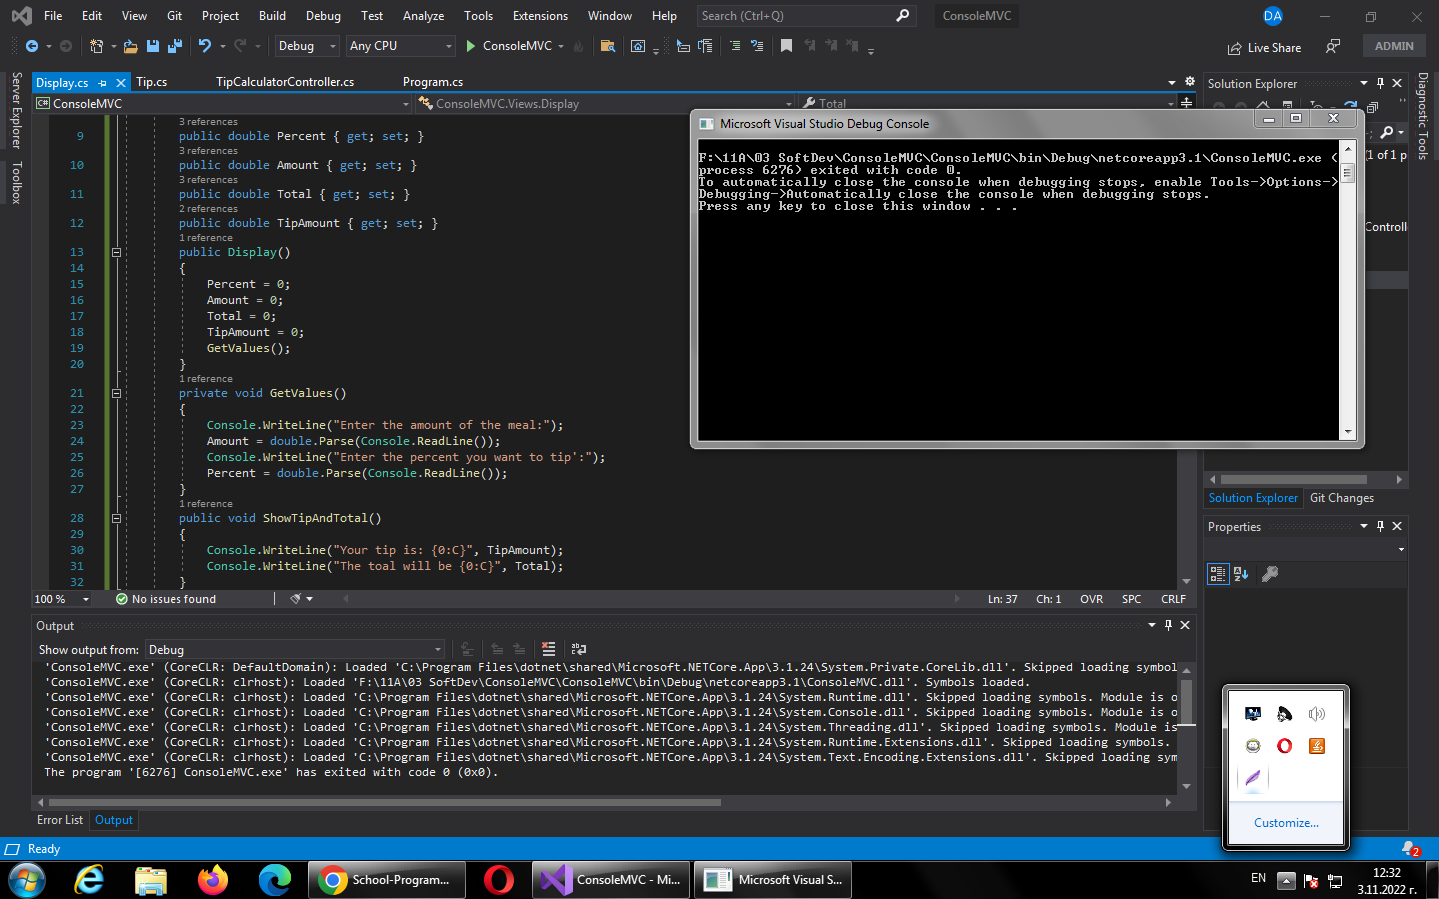 File Edit View Git Project Build Debug Test Analyze Tools Extensions Window Help Search (Ctrl+Q) ConsoleMVC DA
Debug Any CPU ConsoleMVC Live Share ADMIN
Server Explorer
Toolbox
Display.cs Tip.cs TipCalculatorController.cs Program.cs
C# ConsoleMVC ConsoleMVC.Views.Display Total
3 references
9 public double Percent { get; set; }
3 references
10 public double Amount { get; set; }
3 references
11 public double Total { get; set; }
2 references
12 public double TipAmount { get; set; }
1 reference
13 public Display()
14 {
15 Percent = 0;
16 Amount = 0;
17 Total = 0;
18 TipAmount = 0;
19 GetValues();
20 }
1 reference
21 private void GetValues()
22 {
23 Console.WriteLine("Enter the amount of the meal:");
24 Amount = double.Parse(Console.ReadLine());
25 Console.WriteLine("Enter the percent you want to tip':");
26 Percent = double.Parse(Console.ReadLine());
27 }
1 reference
28 public void ShowTipAndTotal()
29 {
30 Console.WriteLine("Your tip is: {0:C}", TipAmount);
31 Console.WriteLine("The toal will be {0:C}", Total);
32 }
100 % No issues found Ln: 37 Ch: 1 OVR SPC CRLF
Microsoft Visual Studio Debug Console
F:\11A\03 SoftDev\ConsoleMVC\ConsoleMVC\bin\Debug\netcoreapp3.1\ConsoleMVC.exe (
process 6276) exited with code 0.
To automatically close the console when debugging stops, enable Tools->Options->
Debugging->Automatically close the console when debugging stops.
Press any key to close this window . . .
Solution Explorer
(1 of 1 p
Controll
Solution Explorer Git Changes
Diagnostic Tools
Properties
Output
Show output from: Debug
'ConsoleMVC.exe' (CoreCLR: DefaultDomain): Loaded 'C:\Program Files\dotnet\shared\Microsoft.NETCore.App\3.1.24\System.Private.CoreLib.dll'. Skipped loading symbol
'ConsoleMVC.exe' (CoreCLR: clrhost): Loaded 'F:\11A\03 SoftDev\ConsoleMVC\ConsoleMVC\bin\Debug\netcoreapp3.1\ConsoleMVC.dll'. Symbols loaded.
'ConsoleMVC.exe' (CoreCLR: clrhost): Loaded 'C:\Program Files\dotnet\shared\Microsoft.NETCore.App\3.1.24\System.Runtime.dll'. Skipped loading symbols. Module is o
'ConsoleMVC.exe' (CoreCLR: clrhost): Loaded 'C:\Program Files\dotnet\shared\Microsoft.NETCore.App\3.1.24\System.Console.dll'. Skipped loading symbols. Module is o
'ConsoleMVC.exe' (CoreCLR: clrhost): Loaded 'C:\Program Files\dotnet\shared\Microsoft.NETCore.App\3.1.24\System.Threading.dll'. Skipped loading symbols. Module is
'ConsoleMVC.exe' (CoreCLR: clrhost): Loaded 'C:\Program Files\dotnet\shared\Microsoft.NETCore.App\3.1.24\System.Runtime.Extensions.dll'. Skipped loading symbols.
'ConsoleMVC.exe' (CoreCLR: clrhost): Loaded 'C:\Program Files\dotnet\shared\Microsoft.NETCore.App\3.1.24\System.Text.Encoding.Extensions.dll'. Skipped loading sym
The program '[6276] ConsoleMVC.exe' has exited with code 0 (0x0).
Error List Output
Customize...
Ready 2
School-Program... ConsoleMVC - Mi... Microsoft Visual S... EN 12:32
3.11.2022 г.